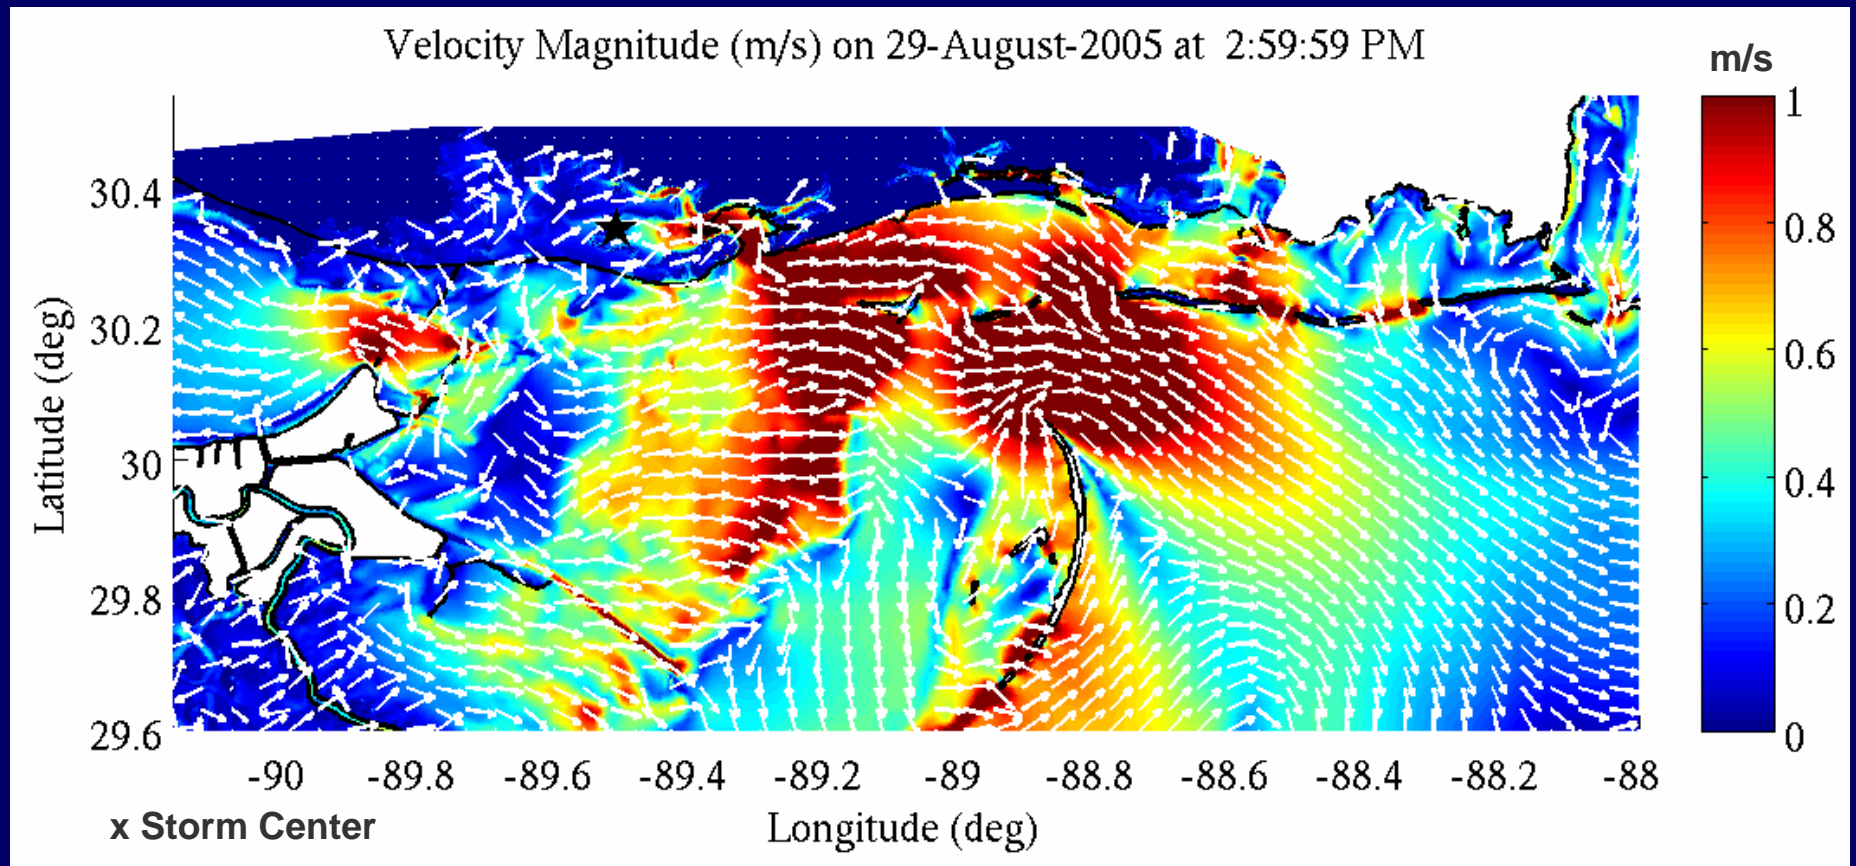 Velocity Magnitude (m/s) on 29-August-2005 at 2:59:59 PM
m/s
1
0.8
0.6
0.4
0.2
0
Latitude (deg)
30.4
30.2
30
29.8
29.6
-90 -89.8 -89.6 -89.4 -89.2 -89 -88.8 -88.6 -88.4 -88.2 -88
x Storm Center
Longitude (deg)